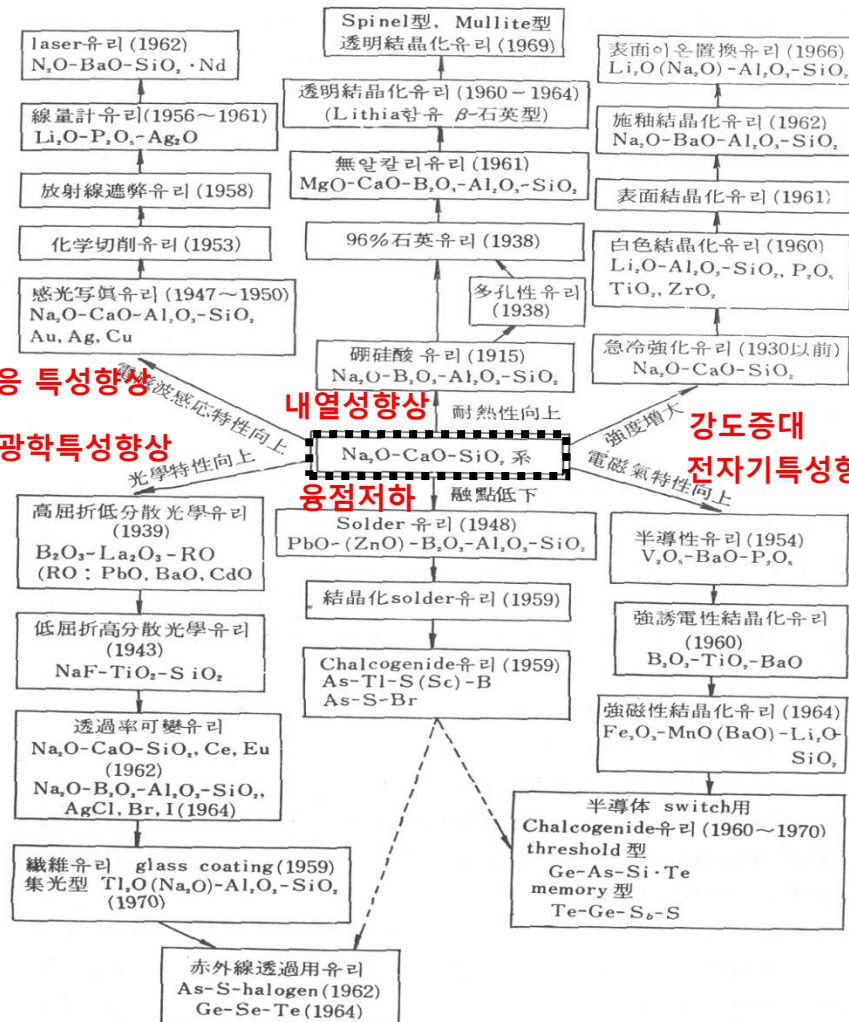 laser유리(1962)
N₂O-BaO-SiO₂·Nd
線量計유리(1956~1961)
Li₂O-P₂O₅-Ag₂O
放射線遮弊유리(1958)
化学切削유리(1953)
感光写眞유리(1947~1950)
Na₂O-CaO-Al₂O₃-SiO₂
Au, Ag, Cu
Spinel型, Mullite型
透明結晶化유리(1969)
透明結晶化유리(1960-1964)
(Lithia함유 β-石英型)
無알칼리유리(1961)
MgO-CaO-B₂O₃-Al₂O₃-SiO₂
96%石英유리(1938)
多孔性유리
(1938)
硼硅酸유리(1915)
Na₂O-B₂O₃-Al₂O₃-SiO₂
表面이온置換유리(1966)
Li₂O(Na₂O)-Al₂O₃-SiO₂
施釉結晶化유리(1962)
Na₂O-BaO-Al₂O₃-SiO₂
表面結晶化유리(1961)
白色結晶化유리(1960)
Li₂O-Al₂O₃-SiO₂, P₂O₅
TiO₂, ZrO₂
急冷強化유리(1930以前)
Na₂O-CaO-SiO₂
응 특성향상
電磁波感応特性向上
내열성향상
耐熱性向上
強度増大
강도증대
광학특성향상
光學特性向上
Na₂O-CaO-SiO₂系
전자기특성향
電磁氣特性向上
융점저하
融點低下
高屈折低分散光學유리
(1939)
B₂O₃-La₂O₃-RO
(RO : PbO, BaO, CdO
低屈折高分散光學유리
(1943)
NaF-TiO₂-SiO₂
透過率可變유리
Na₂O-CaO-SiO₂, Ce, Eu
(1962)
Na₂O-B₂O₃-Al₂O₃-SiO₂,
AgCl, Br, I(1964)
繊維유리 glass coating(1959)
集光型 Tl₂O(Na₂O)-Al₂O₃-SiO₂
(1970)
Solder유리(1948)
PbO-(ZnO)-B₂O₃-Al₂O₃-SiO₂
結晶化solder유리(1959)
Chalcogenide유리(1959)
As-Tl-S(Sc)-B
As-S-Br
赤外線透過用유리
As-S-halogen(1962)
Ge-Se-Te(1964)
半導性유리(1954)
V₂O₅-BaO-P₂O₅
強誘電性結晶化유리
(1960)
B₂O₃-TiO₂-BaO
強磁性結晶化유리(1964)
Fe₂O₃-MnO(BaO)-Li₂O-
SiO₂
半導体 switch用
Chalcogenide유리(1960~1970)
threshold型
Ge-As-Si·Te
memory型
Te-Ge-S♭-S